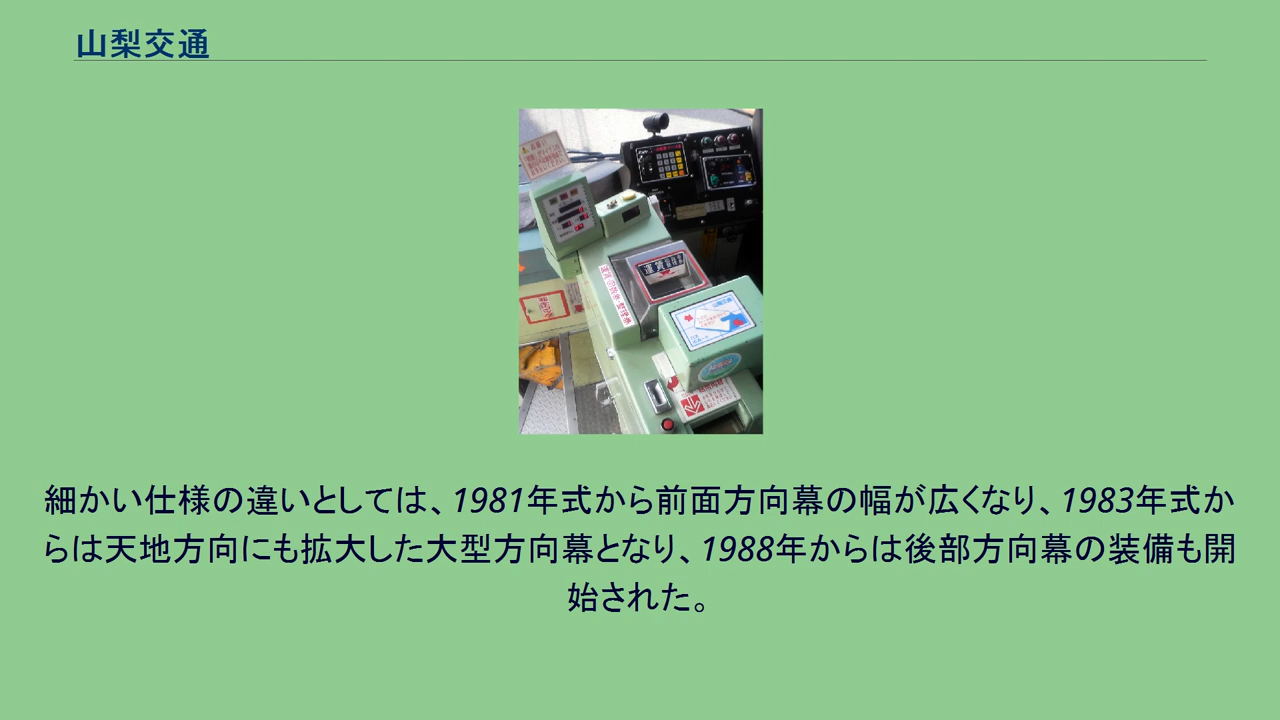 山梨交通
運賃
細かい仕様の違いとしては、1981年式から前面方向幕の幅が広くなり、1983年式か
らは天地方向にも拡大した大型方向幕となり、1988年からは後部方向幕の装備も開
始された。